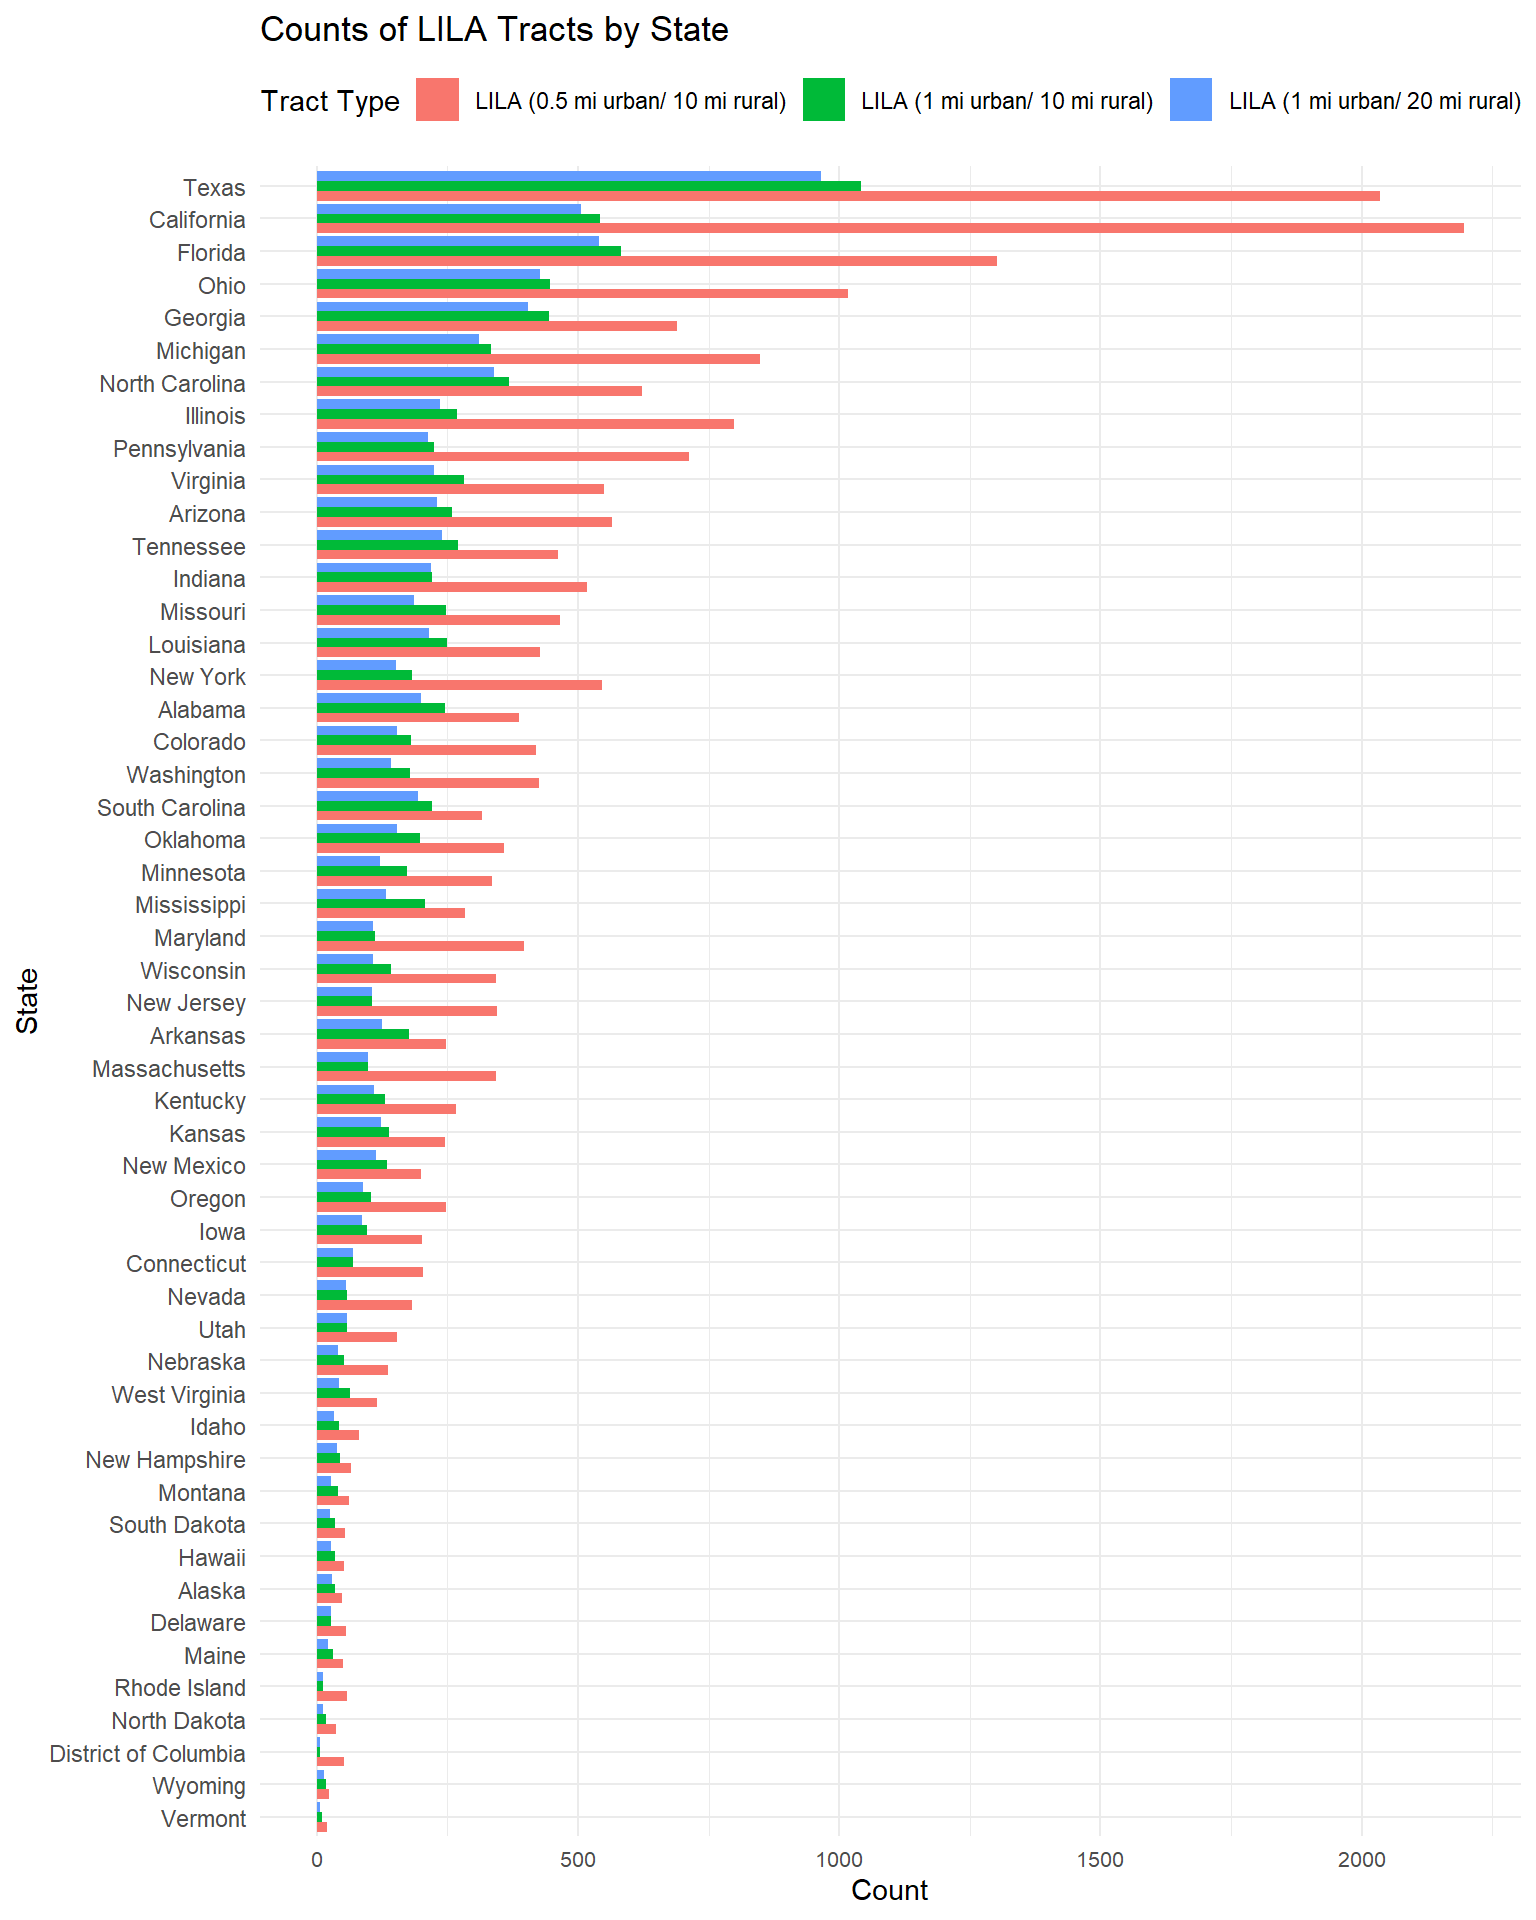 Counts of LILA Tracts by State
Tract Type LILA (0.5 mi urban/ 10 mi rural) LILA (1 mi urban/ 10 mi rural) LILA (1 mi urban/ 20 mi rural)
Texas
California
Florida
Ohio
Georgia
Michigan
North Carolina
Illinois
Pennsylvania
Virginia
Arizona
Tennessee
Indiana
Missouri
Louisiana
New York
Alabama
Colorado
Washington
South Carolina
Oklahoma
Minnesota
Mississippi
Maryland
Wisconsin
New Jersey
Arkansas
Massachusetts
Kentucky
Kansas
New Mexico
Oregon
Iowa
Connecticut
Nevada
Utah
Nebraska
West Virginia
Idaho
New Hampshire
Montana
South Dakota
Hawaii
Alaska
Delaware
Maine
Rhode Island
North Dakota
District of Columbia
Wyoming
Vermont
State
0 500 1000 1500 2000
Count